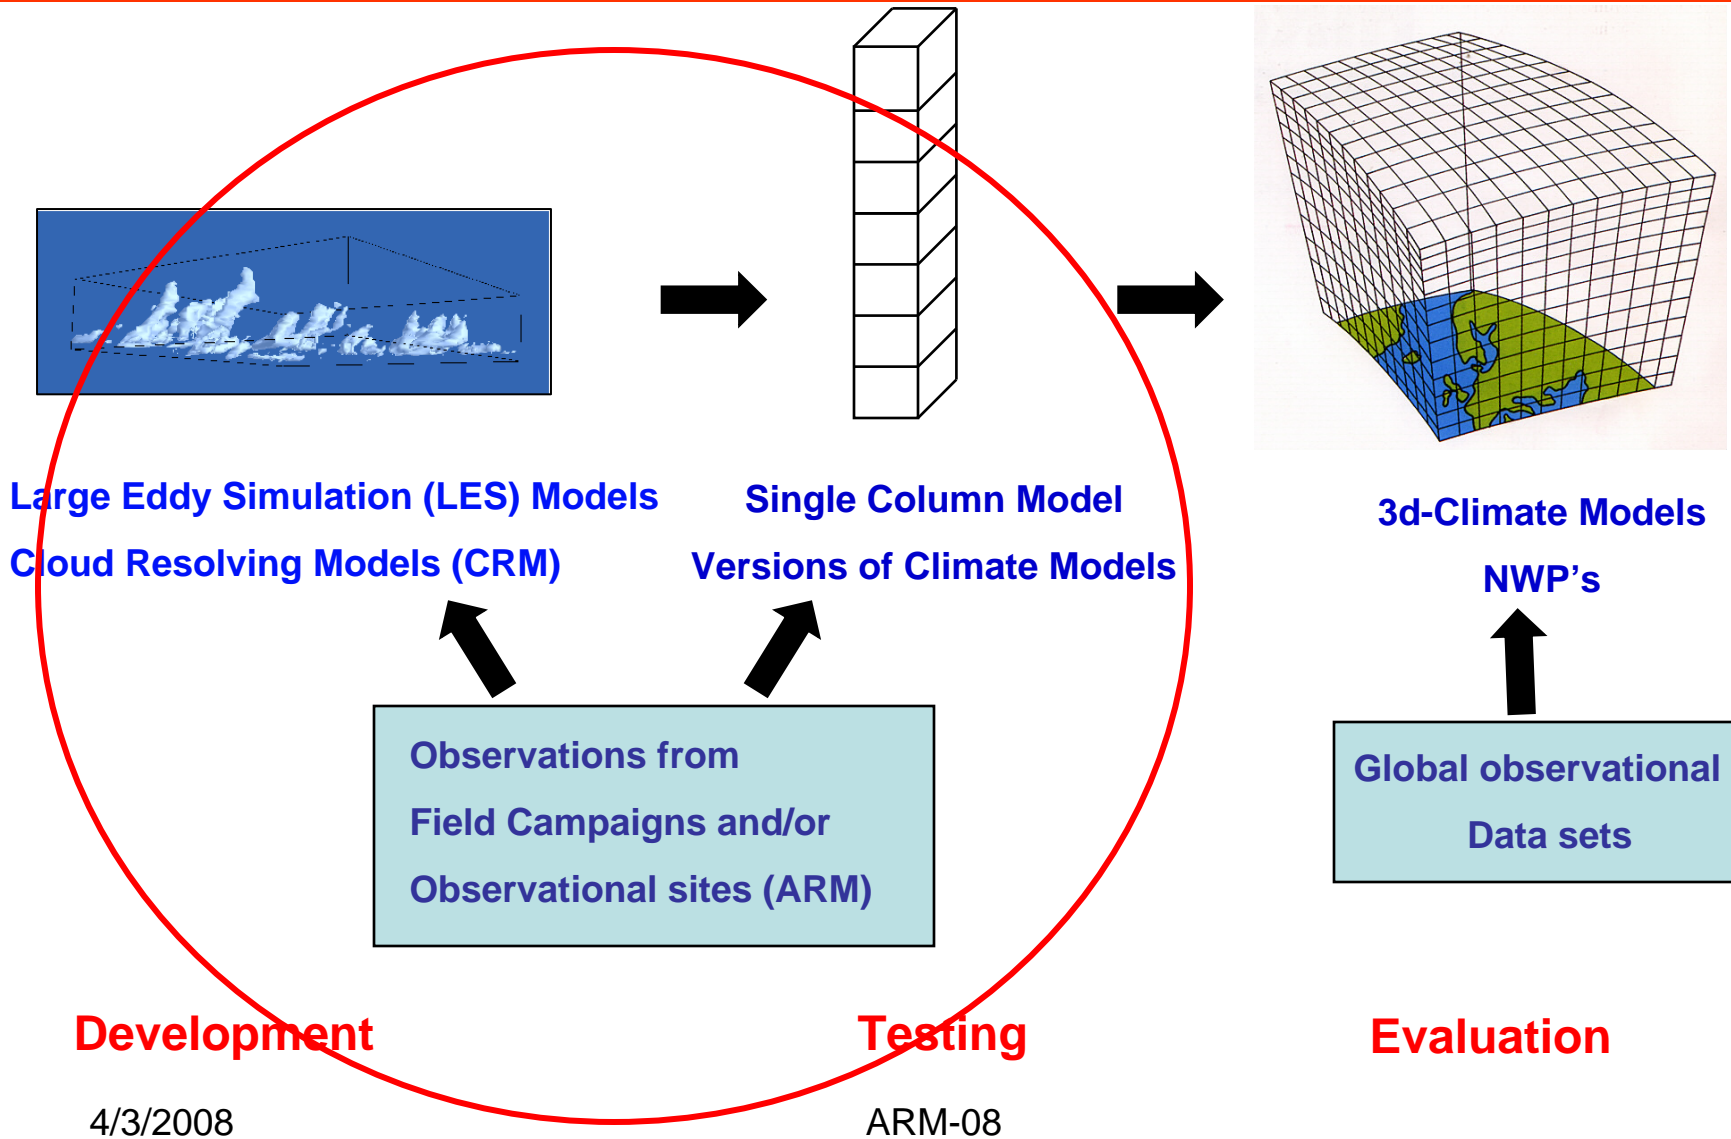 Large Eddy Simulation (LES) Models
Cloud Resolving Models (CRM)
Single Column Model
Versions of Climate Models
3d-Climate Models
NWP’s
Observations from
Field Campaigns and/or
Observational sites (ARM)
Global observational
Data sets
Development
Testing
Evaluation
4/3/2008
ARM-08